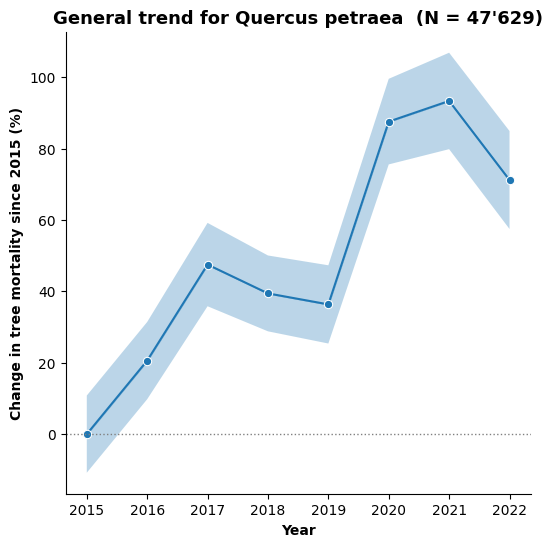 General trend for Quercus petraea (N = 47'629)
Change in tree mortality since 2015 (%)
100
80
60
40
20
0
2015 2016 2017 2018 2019 2020 2021 2022
Year